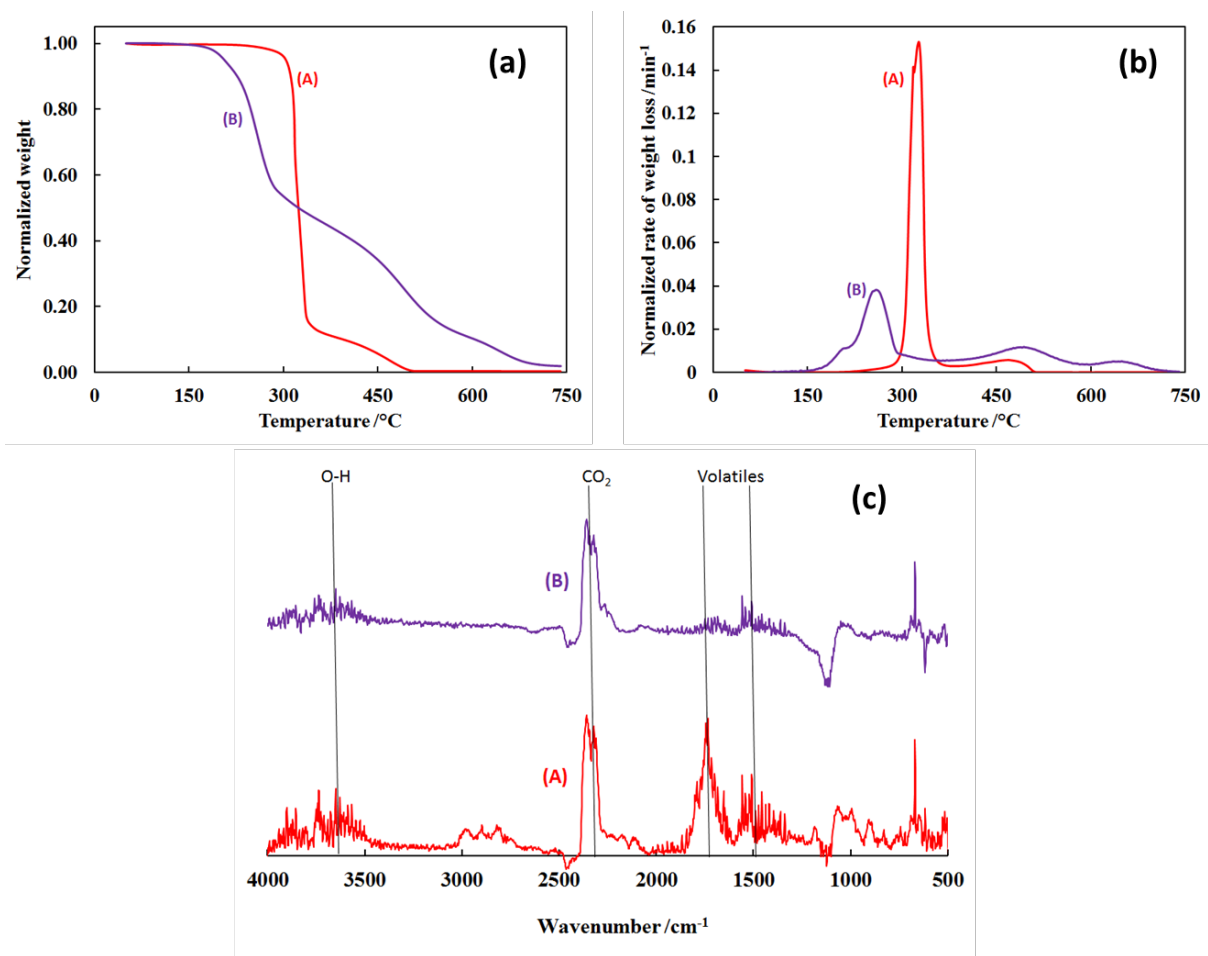 (a)
Normalized weight
1.00
0.80
0.60
0.40
0.20
0.00
(A)
(B)
0
150
300
450
600
750
Temperature /°C
(b)
Normalized rate of weight loss /min⁻¹
0.16
0.14
0.12
0.1
0.08
0.06
0.04
0.02
0
(A)
(B)
0
150
300
450
600
750
Temperature /°C
O-H
CO₂
Volatiles
(c)
(B)
(A)
4000
3500
3000
2500
2000
1500
1000
500
Wavenumber /cm⁻¹